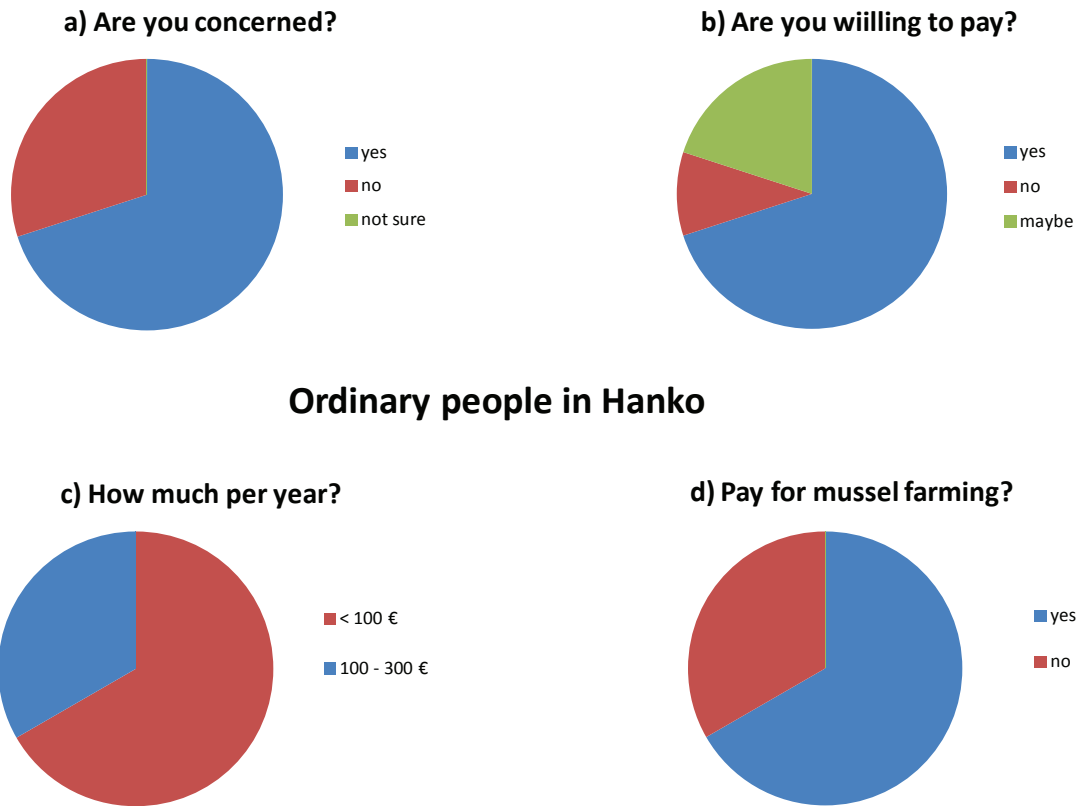 a) Are you concerned?
yes
no
not sure
b) Are you wiilling to pay?
yes
no
maybe
Ordinary people in Hanko
c) How much per year?
< 100 €
100 - 300 €
d) Pay for mussel farming?
yes
no